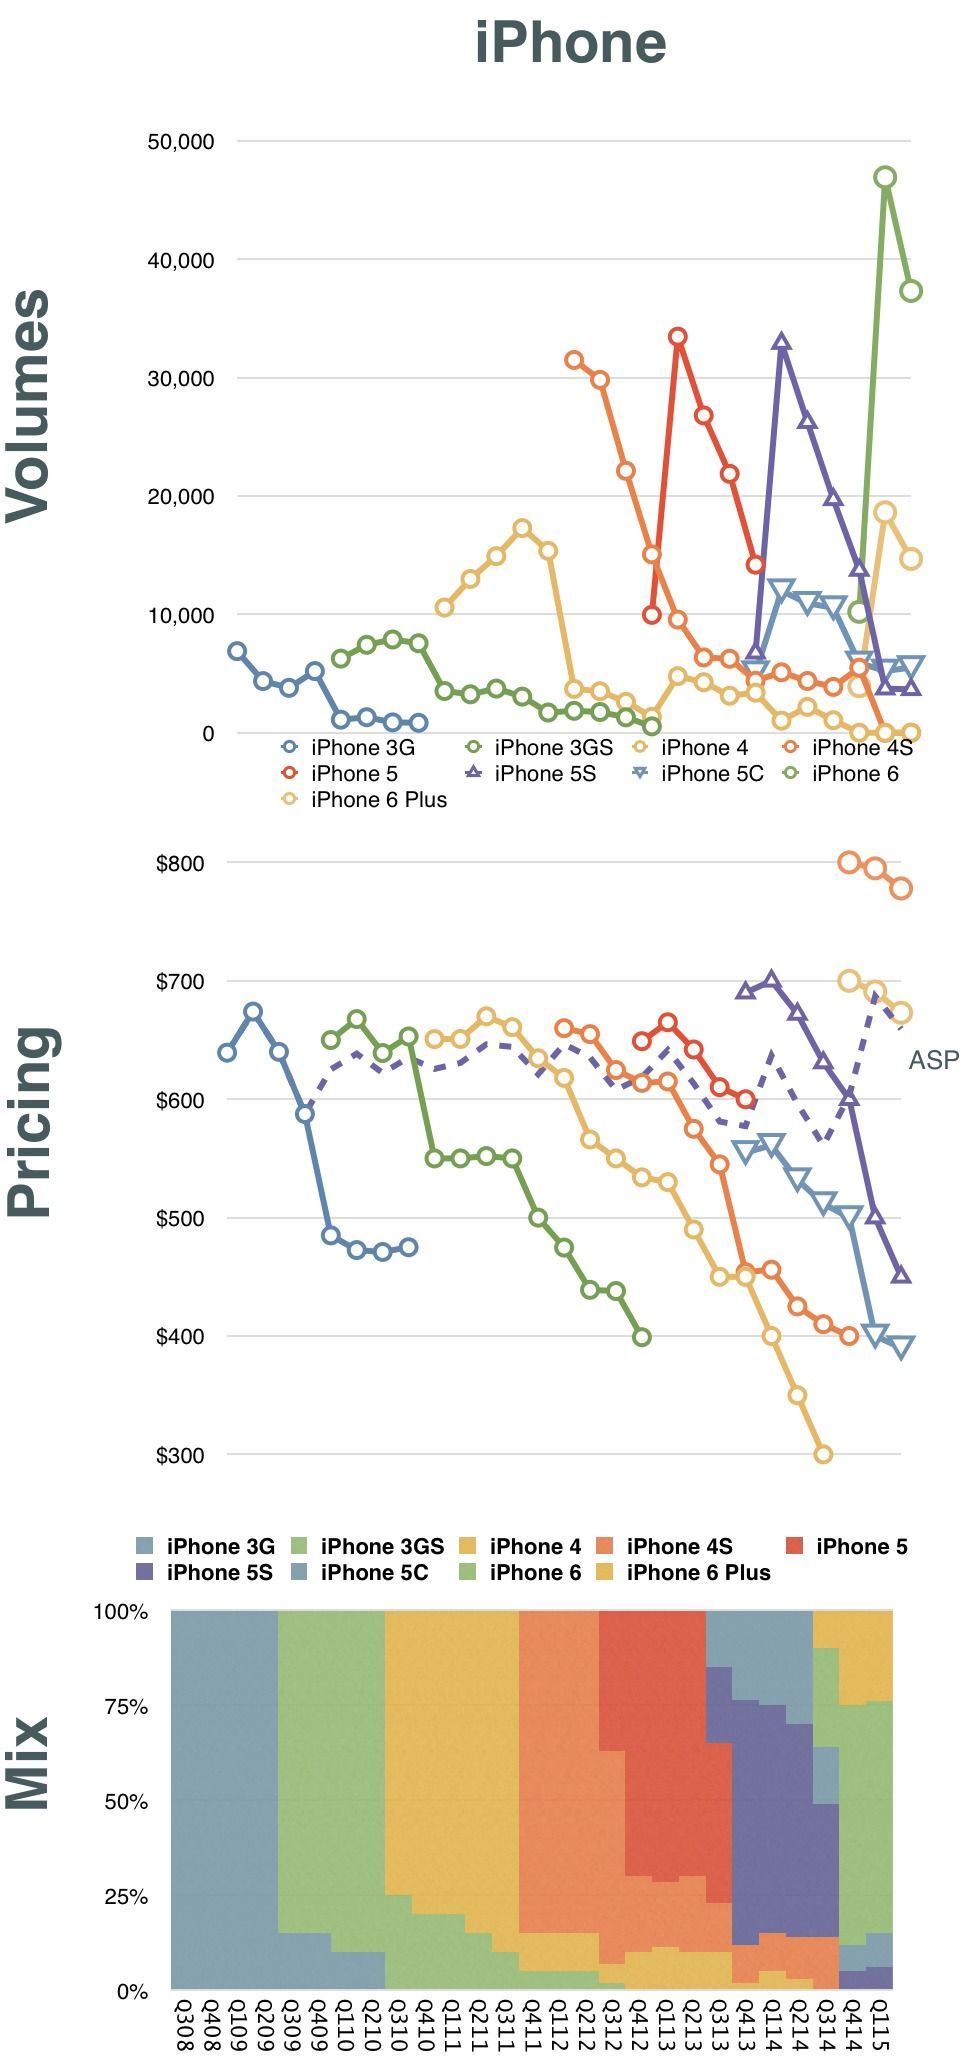 iPhone
Volumes
50,000
40,000
30,000
20,000
10,000
0
iPhone 3G iPhone 3GS iPhone 4 iPhone 4S
iPhone 5 iPhone 5S iPhone 5C iPhone 6
iPhone 6 Plus
Pricing
$800
$700
ASP
$600
$500
$400
$300
iPhone 3G iPhone 3GS iPhone 4 iPhone 4S iPhone 5
iPhone 5S iPhone 5C iPhone 6 iPhone 6 Plus
Mix
100%
75%
50%
25%
0%
Q308 Q408 Q109 Q209 Q309 Q409 Q110 Q210 Q310 Q410 Q111 Q211 Q311 Q411 Q112 Q212 Q312 Q412 Q113 Q213 Q313 Q413 Q114 Q214 Q314 Q414 Q115